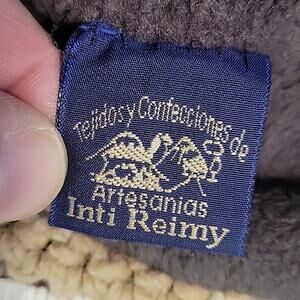 Tejidos y Confecciones de
Artesanias
Inti Reimy